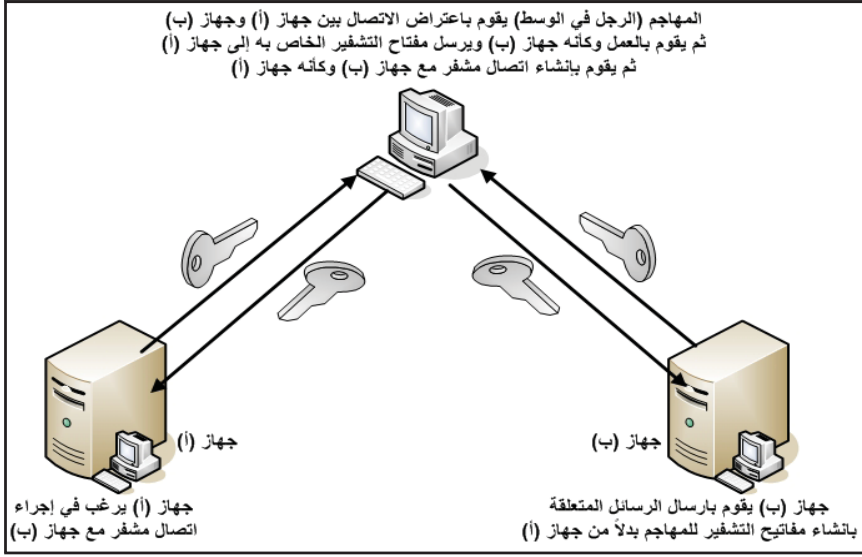 المهاجم (الرجل في الوسط) يقوم باعتراض الاتصال بين جهاز (أ) وجهاز (ب)
ثم يقوم بالعمل وكأنه جهاز (ب) ويرسل مفتاح التشفير الخاص به إلى جهاز (أ)
ثم يقوم بإنشاء اتصال مشفر مع جهاز (ب) وكأنه جهاز (أ)
جهاز (ب)
جهاز (أ)
جهاز (ب) يقوم بارسال الرسائل المتعلقة
بانشاء مفاتيح التشفير للمهاجم بدلاً من جهاز (أ)
جهاز (أ) يرغب في إجراء
اتصال مشفر مع جهاز (ب)